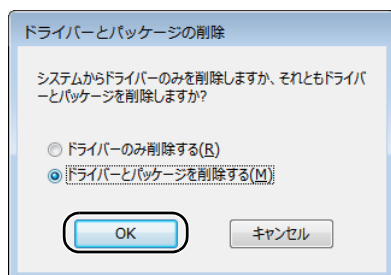 ドライバーとパッケージの削除
システムからドライバーのみを削除しますか、それともドライバ
ーとパッケージを削除しますか?
ドライバーのみ削除する(R)
ドライバーとパッケージを削除する(M)
OK
キャンセル